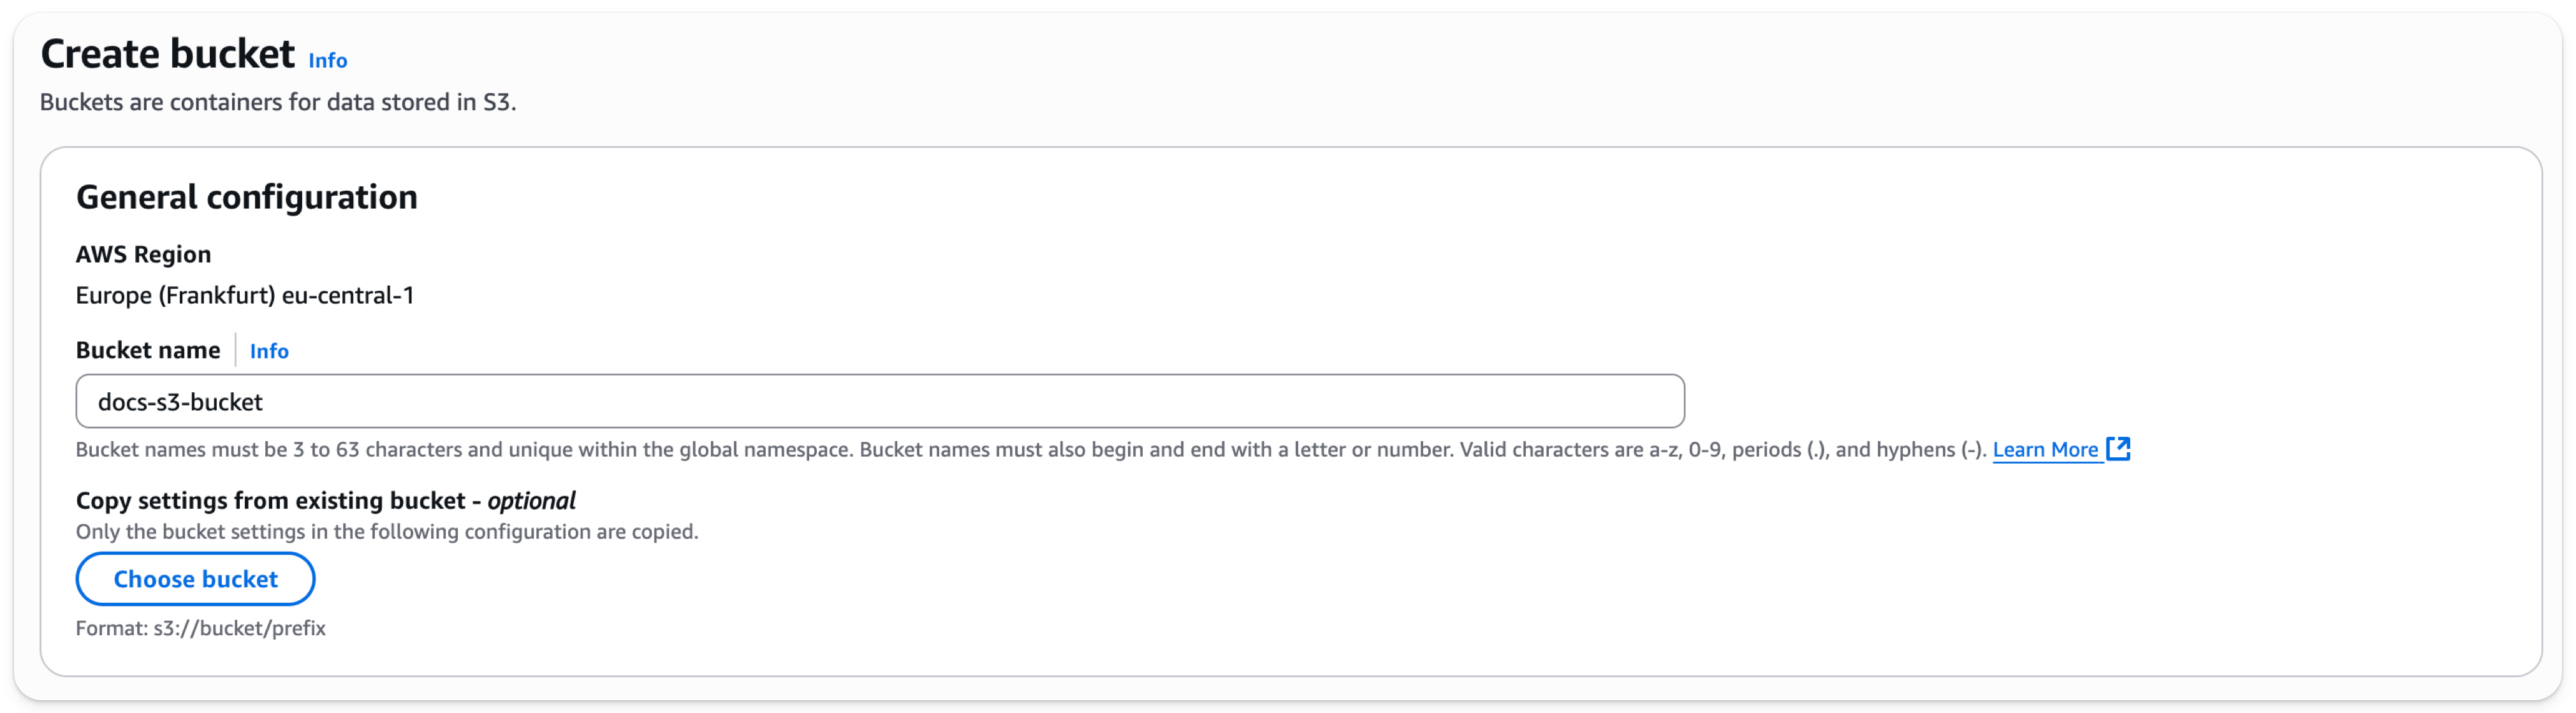 Create bucket Info
Buckets are containers for data stored in S3.
General configuration
AWS Region
Europe (Frankfurt) eu-central-1
Bucket name Info
docs-s3-bucket
Bucket names must be 3 to 63 characters and unique within the global namespace. Bucket names must also begin and end with a letter or number. Valid characters are a-z, 0-9, periods (.), and hyphens (-). Learn More
Copy settings from existing bucket - optional
Only the bucket settings in the following configuration are copied.
Choose bucket
Format: s3://bucket/prefix